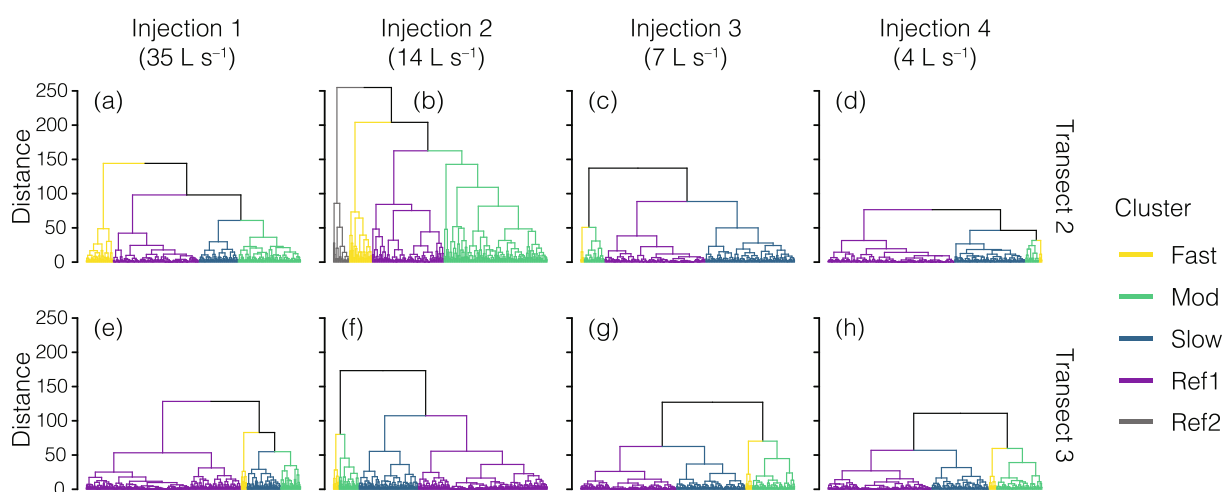 Injection 1
(35 L s⁻¹)
Injection 2
(14 L s⁻¹)
Injection 3
(7 L s⁻¹)
Injection 4
(4 L s⁻¹)
250
200
150
100
50
0
Distance
(a)
(b)
(c)
(d)
Transect 2
250
200
150
100
50
0
Distance
(e)
(f)
(g)
(h)
Transect 3
Cluster
Fast
Mod
Slow
Ref1
Ref2